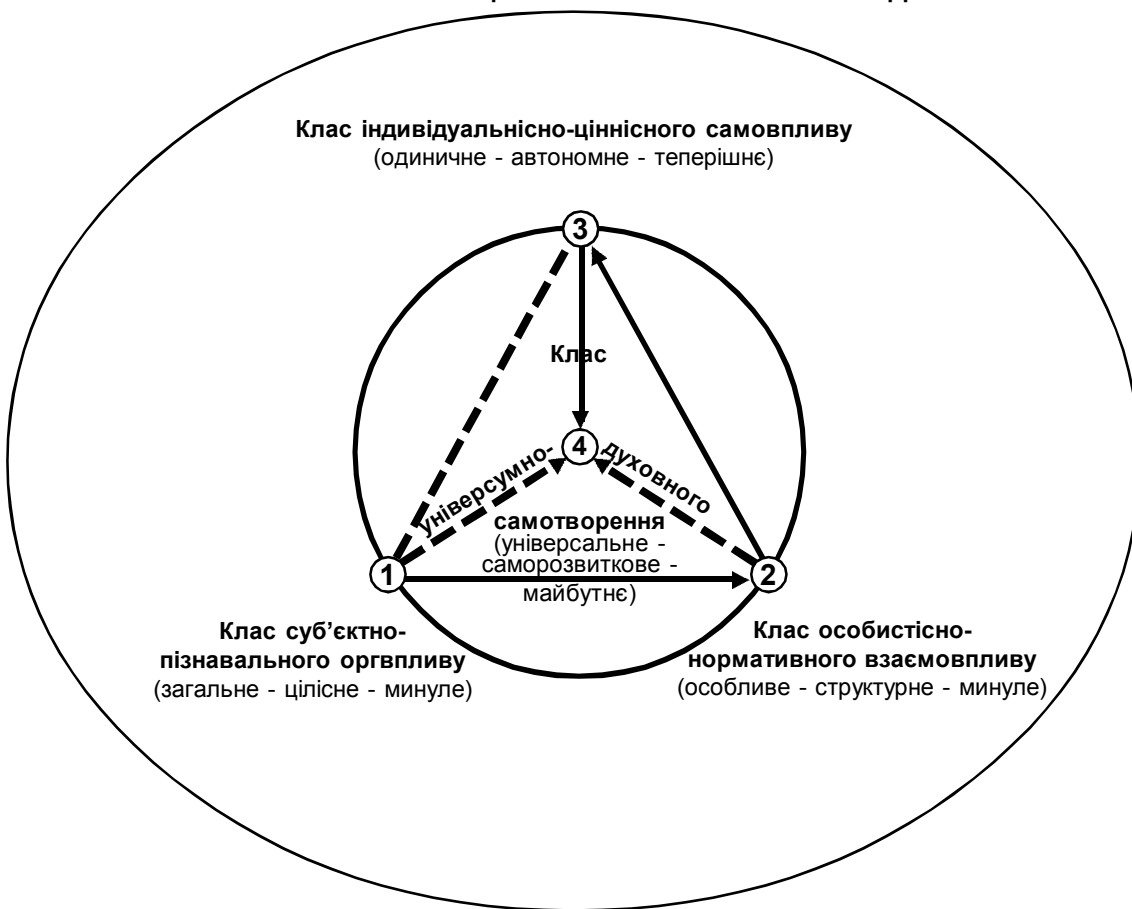 Клас індивідуальнісно-ціннісного самовпливу
(одиничне - автономне - теперішнє)
3
Клас
4
універсумно-
духовного
самотворення
(універсальне -
саморозвиткове -
майбутнє)
1
2
Клас суб’єктно-
пізнавального оргвпливу
(загальне - цілісне - минуле)
Клас особистісно-
нормативного взаємовпливу
(особливе - структурне - минуле)